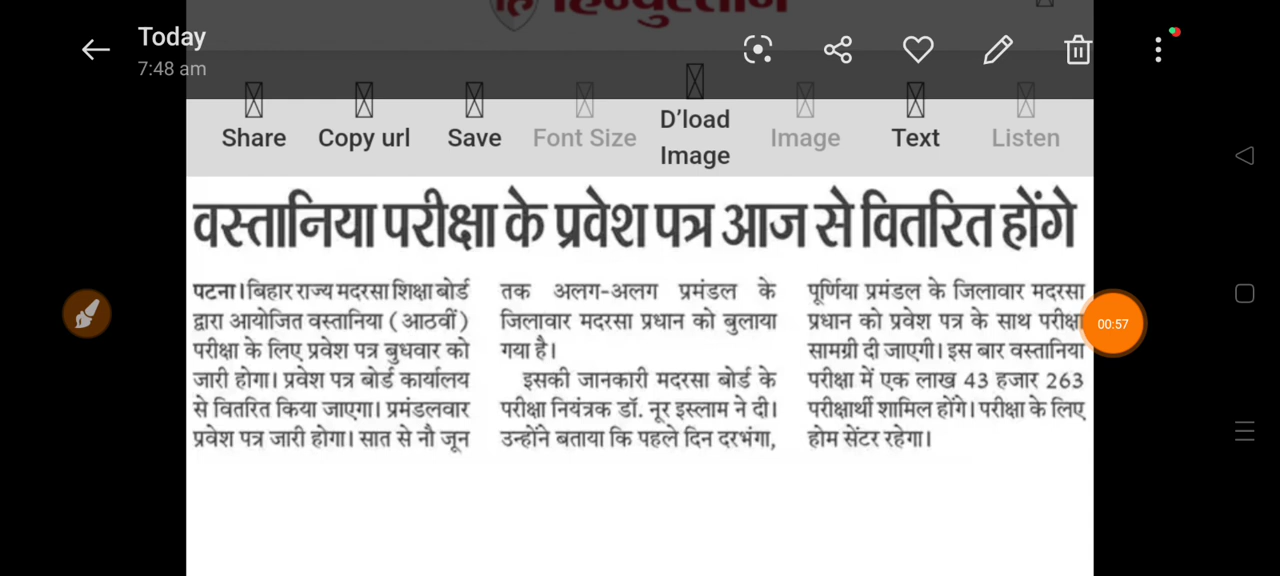 Today
7:48 am
Share
Copy url
Save
Font Size
D’load
Image
Image
Text
Listen
वस्तानिया परीक्षा के प्रवेश पत्र आज से वितरित होंगे
पटना। बिहार राज्य मदरसा शिक्षा बोर्ड
द्वारा आयोजित वस्तानिया (आठवीं)
परीक्षा के लिए प्रवेश पत्र बुधवार को
जारी होगा। प्रवेश पत्र बोर्ड कार्यालय
से वितरित किया जाएगा। प्रमंडलवार
प्रवेश पत्र जारी होगा। सात से नौ जून
तक अलग-अलग प्रमंडल के
जिलावार मदरसा प्रधान को बुलाया
गया है।
इसकी जानकारी मदरसा बोर्ड के
परीक्षा नियंत्रक डॉ. नूर इस्लाम ने दी।
उन्होंने बताया कि पहले दिन दरभंगा,
पूर्णिया प्रमंडल के जिलावार मदरसा
प्रधान को प्रवेश पत्र के साथ परीक्षा
सामग्री दी जाएगी। इस बार वस्तानिया
परीक्षा में एक लाख 43 हजार 263
परीक्षार्थी शामिल होंगे। परीक्षा के लिए
होम सेंटर रहेगा।
00:57